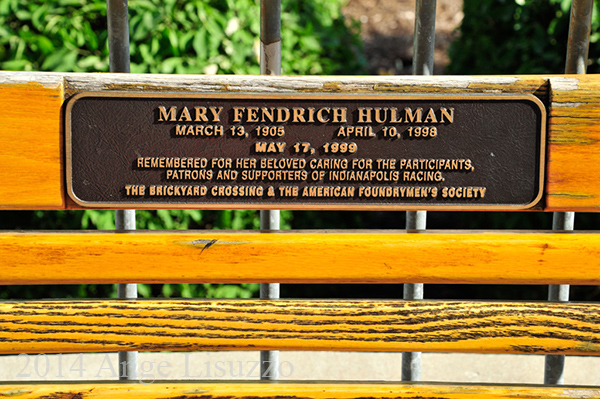 MARY FENDRICH HULMAN
MARCH 13, 1905 APRIL 10, 1998
MAY 17, 1999
REMEMBERED FOR HER BELOVED CARING FOR THE PARTICIPANTS,
PATRONS AND SUPPORTERS OF INDIANAPOLIS RACING.
THE BRICKYARD CROSSING & THE AMERICAN FOUNDRYMEN'S SOCIETY
2014 Ange Lisuzzo